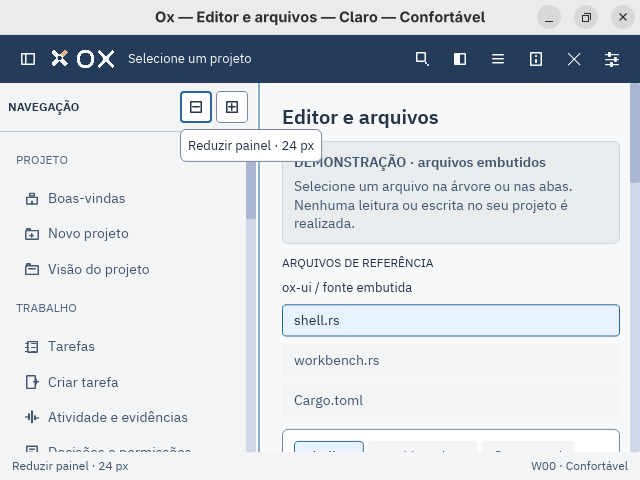 Ox — Editor e arquivos — Claro — Confortável
OX
Selecione um projeto
NAVEGAÇÃO
Reduzir painel · 24 px
PROJETO
Boas-vindas
Novo projeto
Visão do projeto
TRABALHO
Tarefas
Criar tarefa
Atividade e evidências
Decisões e permissões
Editor e arquivos
DEMONSTRAÇÃO · arquivos embutidos
Selecione um arquivo na árvore ou nas abas.
Nenhuma leitura ou escrita no seu projeto é
realizada.
ARQUIVOS DE REFERÊNCIA
ox-ui / fonte embutida
shell.rs
workbench.rs
Cargo.toml
Reduzir painel · 24 px
W00 · Confortável